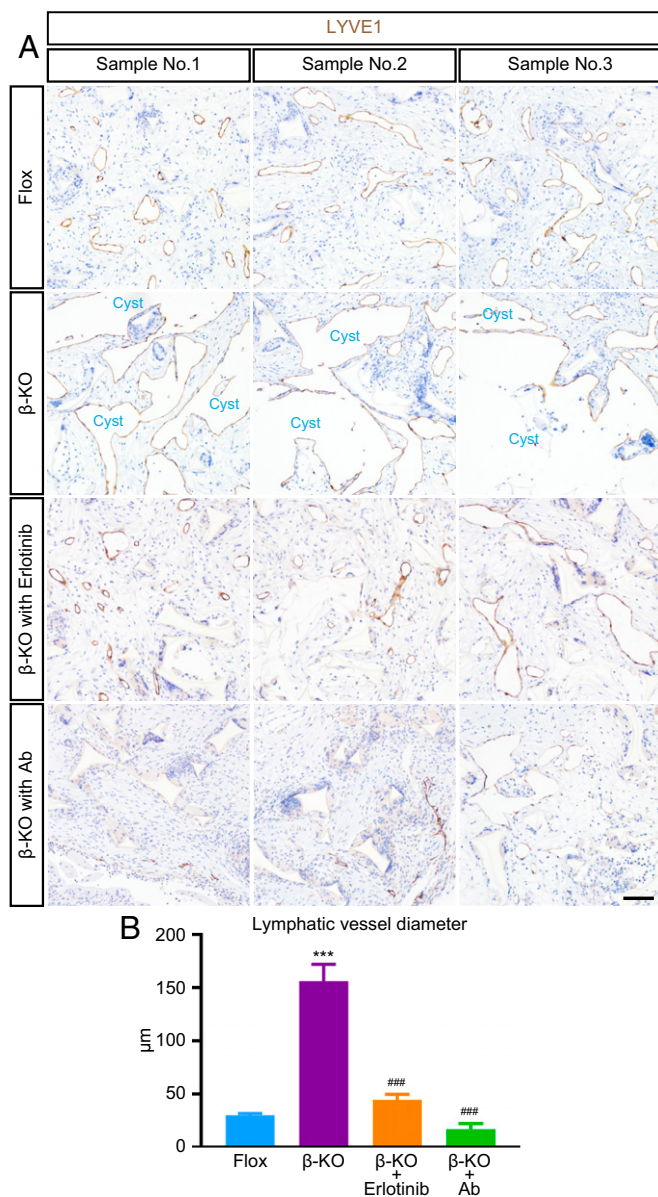 A
LYVE1
Sample No.1
Sample No.2
Sample No.3
Flox
β-KO
Cyst
Cyst
Cyst
Cyst
Cyst
Cyst
Cyst
β-KO with Erlotinib
β-KO with Ab
B
Lymphatic vessel diameter
200
150
100
50
0
µm
***
###
###
Flox
β-KO
β-KO
+
Erlotinib
β-KO
+
Ab